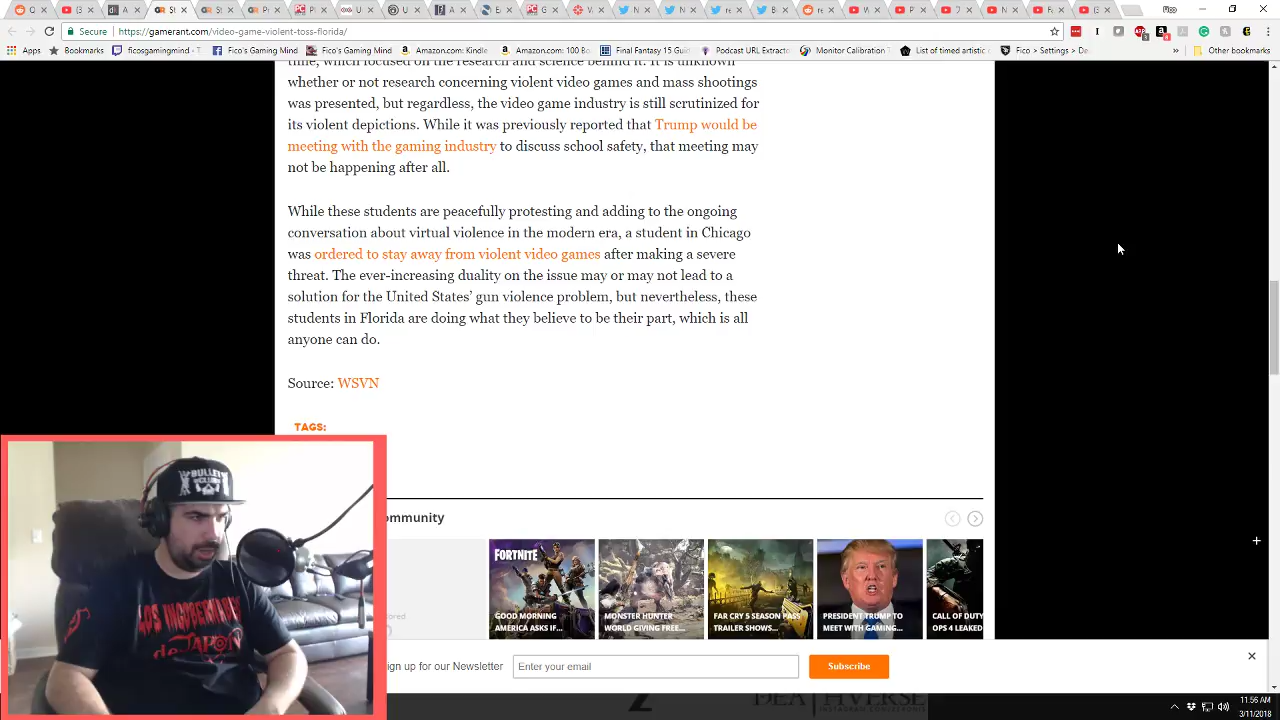 Secure
https://gamerant.com/video-game-violent-toss-florida/
Apps
Bookmarks
ficosgamingmind - T
Fico's Gaming Mind
Fico's Gaming Mind
Amazon.com
Amazon.com: 100 B
Final Fantasy 15 Guid
Podcast URL Extracto
Monitor Calibration T
List of timed artistic
Fico > Settings > De
Other bookmarks
time, which focused on the research and science behind it. It is unknown
whether or not research concerning violent video games and mass shootings
was presented, but regardless, the video game industry is still scrutinized for
its violent depictions. While it was previously reported that Trump would be
meeting with the gaming industry to discuss school safety, that meeting may
not be happening after all.
While these students are peacefully protesting and adding to the ongoing
conversation about virtual violence in the modern era, a student in Chicago
was ordered to stay away from violent video games after making a severe
threat. The ever-increasing duality on the issue may or may not lead to a
solution for the United States' gun violence problem, but nevertheless, these
students in Florida are doing what they believe to be their part, which is all
anyone can do.
Source: WSVN
TAGS:
ommunity
FORTNITE
GOOD MORNING
AMERICA ASKS IF...
MONSTER HUNTER
WORLD GIVING FREE...
FAR CRY 5 SEASON PASS
TRAILER SHOWS...
PRESIDENT TRUMP TO
MEET WITH GAMING...
CALL OF DUTY
OPS 4 LEAKED
BULLET
LOS INGOBERNABLES
de JAPON
ign up for our Newsletter
Enter your email
Subscribe
11:56 AM
3/11/2018